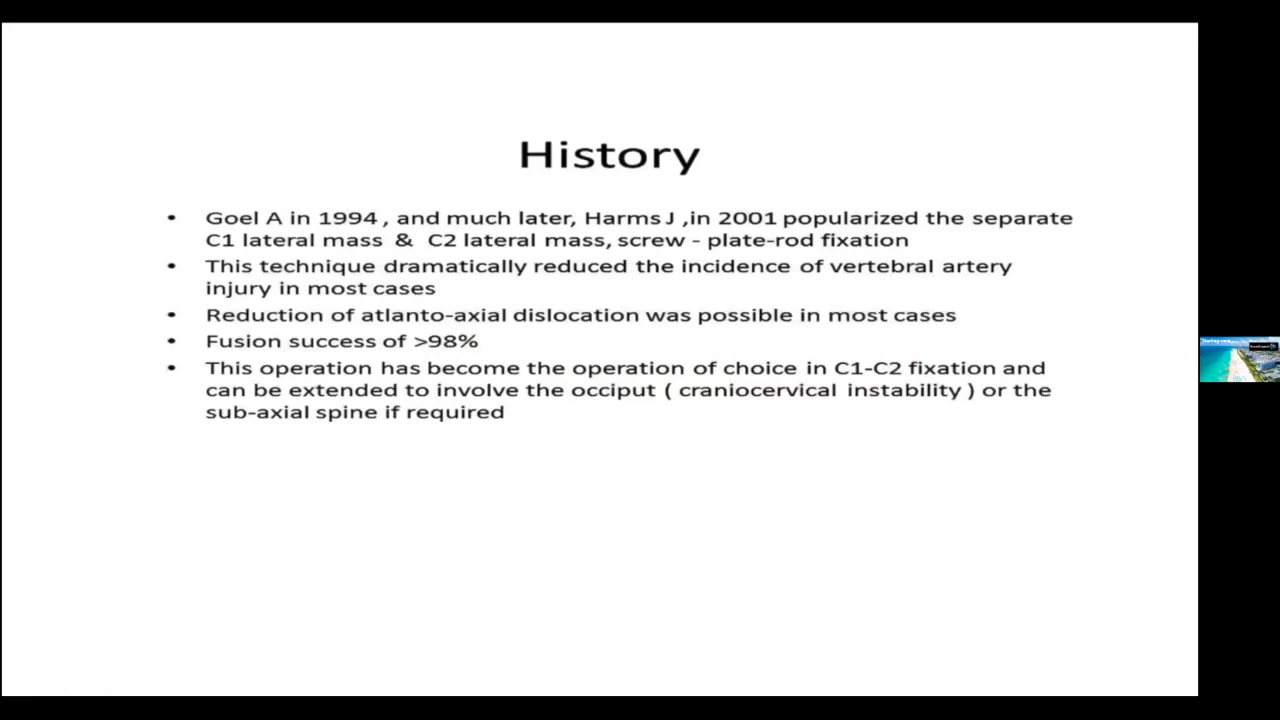 History
• Goel A in 1994 , and much later, Harms J ,in 2001 popularized the separate
C1 lateral mass & C2 lateral mass, screw - plate-rod fixation
• This technique dramatically reduced the incidence of vertebral artery
injury in most cases
• Reduction of atlanto-axial dislocation was possible in most cases
• Fusion success of >98%
• This operation has become the operation of choice in C1-C2 fixation and
can be extended to involve the occiput ( craniocervical instability ) or the
sub-axial spine if required